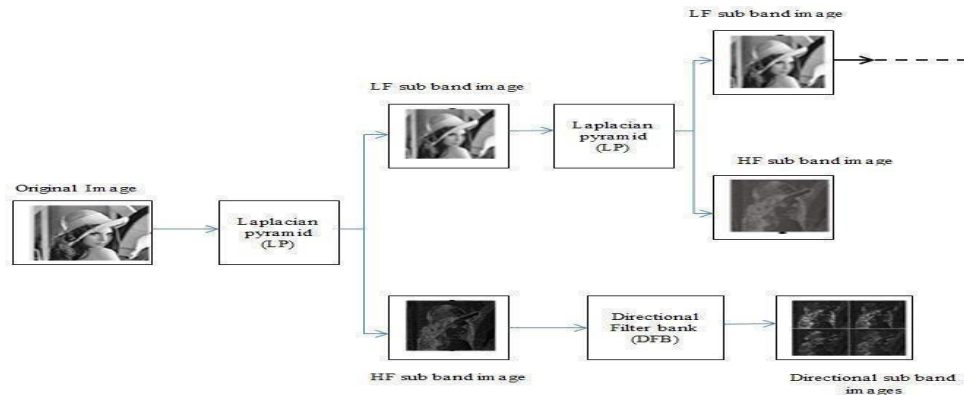 LF sub band image
LF sub band image
Laplacian
pyramid
(LP)
HF sub band image
Original Image
Laplacian
pyramid
(LP)
Directional
Filter bank
(DFB)
HF sub band image
Directional sub band
images